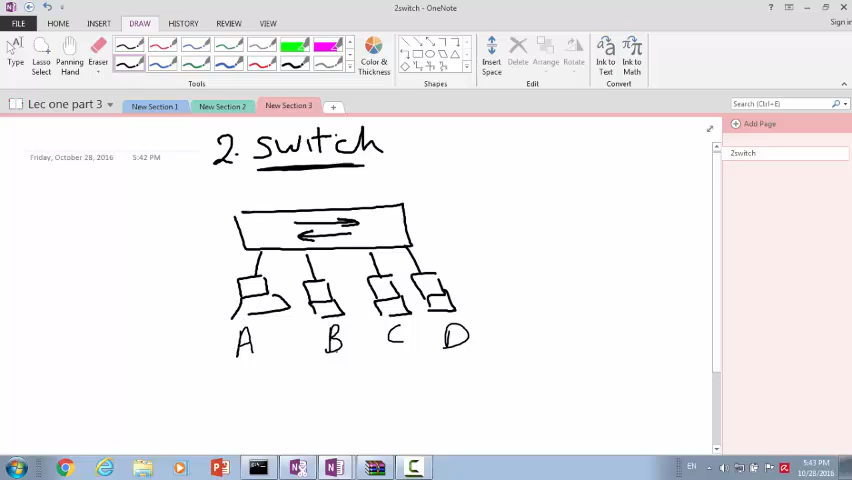 2switch - OneNote
FILE HOME INSERT DRAW HISTORY REVIEW VIEW
Sign in
Type Lasso Select Panning Hand Eraser Color & Thickness Insert Space Delete Arrange Rotate Ink to Text Ink to Math
Tools Shapes Edit Convert
Lec one part 3 New Section 1 New Section 2 New Section 3 Search (Ctrl+E)
Add Page
2switch
Friday, October 28, 2016 5:42 PM
2. switch
A B C D
EN 5:43 PM
10/28/2016